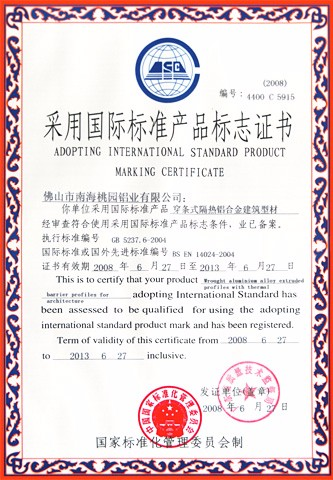 (2008)
编号：4400 C 5915
采用国际标准产品标志证书
ADOPTING INTERNATIONAL STANDARD PRODUCT
MARKING CERTIFICATE
佛山市南海桃园铝业有限公司：
你单位采用国际标准产品 穿条式隔热铝合金建筑型材
经审查符合使用采用国际标准产品标志条件，业已备案。
执行标准编号 GB 5237.6-2004
国际标准或国外先进标准编号 BS EN 14024-2004
证书有效期 2008 年 6 月 27 日至 2013 年 6 月 27 日
This is to certify that your product Wrought aluminium alloy extruded profiles with thermal
barrier profiles for architecture adopting International Standard has
been assessed to be qualified for using the adopting
international standard product mark and has been registered.
Term of validity of this certificate from 2008 6 27
to 2013 6 27 inclusive.
发证单位(盖章)
2008 年 6 月 27 日
国家标准化管理委员会制